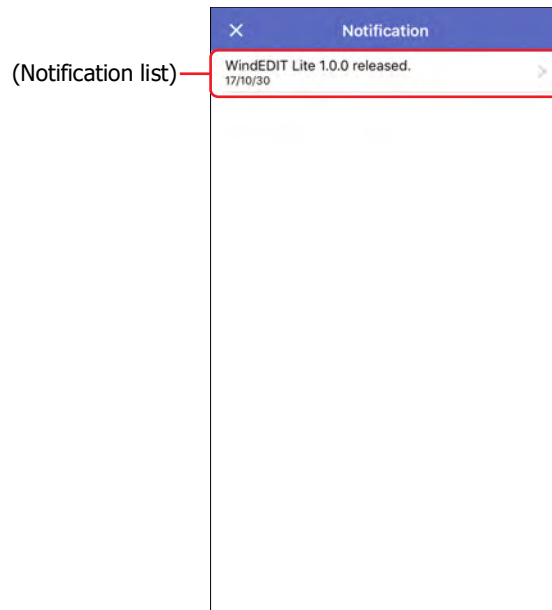 Notification
(Notification list)
WindEDIT Lite 1.0.0 released.
17/10/30